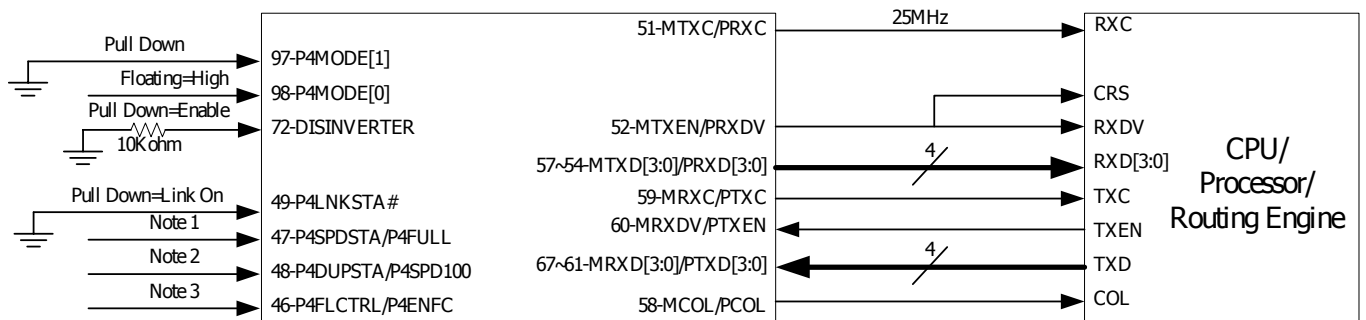 51-MTXC/PRXC
25MHz
RXC
Pull Down
97-P4MODE[1]
Floating=High
98-P4MODE[0]
CRS
Pull Down=Enable
72-DISINVERTER
10Kohm
52-MTXEN/PRXDV
RXDV
57~54-MTXD[3:0]/PRXD[3:0]
4
RXD[3:0]
CPU/
Processor/
Routing Engine
Pull Down=Link On
49-P4LNKSTA#
59-MRXC/PTXC
TXC
Note 1
47-P4SPDSTA/P4FULL
60-MRXDV/PTXEN
TXEN
Note 2
48-P4DUPSTA/P4SPD100
67~61-MRXD[3:0]/PTXD[3:0]
4
TXD
Note 3
46-P4FLCTRL/P4ENFC
58-MCOL/PCOL
COL